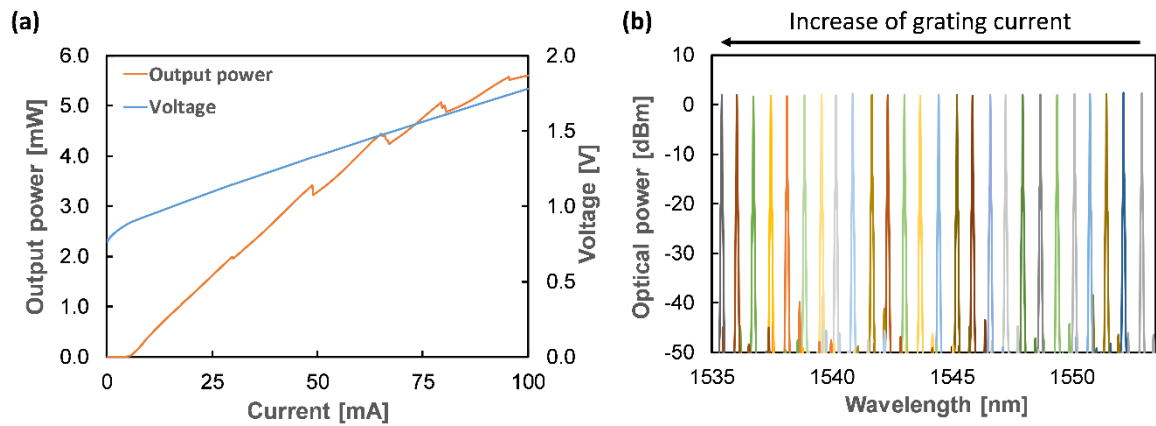 (a)
Output power
Voltage
Output power [mW]
6.0
5.0
4.0
3.0
2.0
1.0
0.0
2.0
1.5
1.0
0.5
0.0
Voltage [V]
0 25 50 75 100
Current [mA]
(b)
Increase of grating current
Optical power [dBm]
10
0
-10
-20
-30
-40
-50
1535 1540 1545 1550
Wavelength [nm]